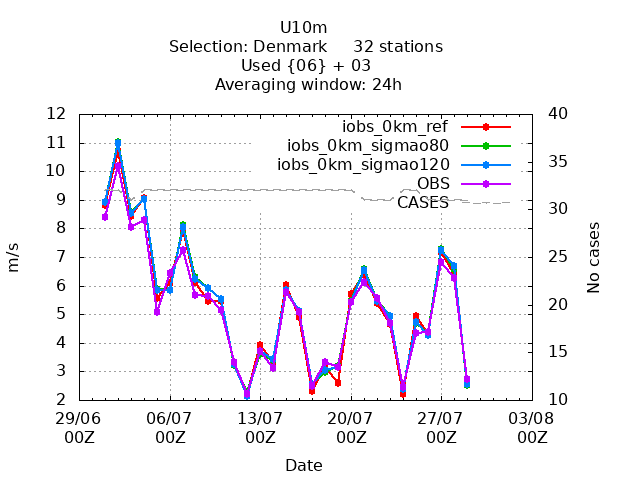 U10m
Selection: Denmark     32 stations
Used {06} + 03
Averaging window: 24h
12 40
iobs_0km_ref
11 iobs_0km_sigmao80 35
10 iobs_0km_sigmao120
OBS
9 CASES 30
8
7 25
6
5 20
4
3 15
2 10
m/s
No cases
29/06 06/07 13/07 20/07 27/07 03/08
00Z 00Z 00Z 00Z 00Z 00Z
Date